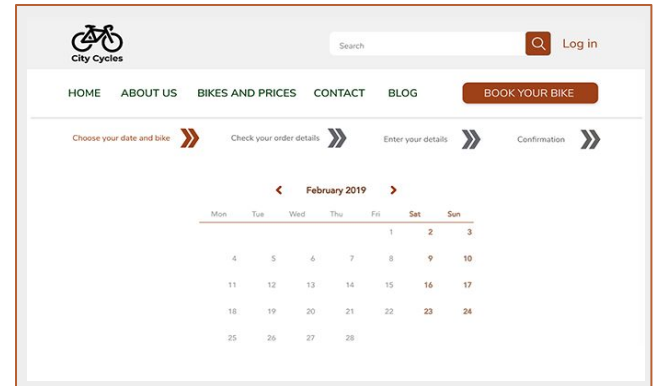 City Cycles
Search
Log in
HOME ABOUT US BIKES AND PRICES CONTACT BLOG BOOK YOUR BIKE
Choose your date and bike Check your order details Enter your details Confirmation
February 2019
Mon Tue Wed Thu Fri Sat Sun
1 2 3
4 5 6 7 8 9 10
11 12 13 14 15 16 17
18 19 20 21 22 23 24
25 26 27 28